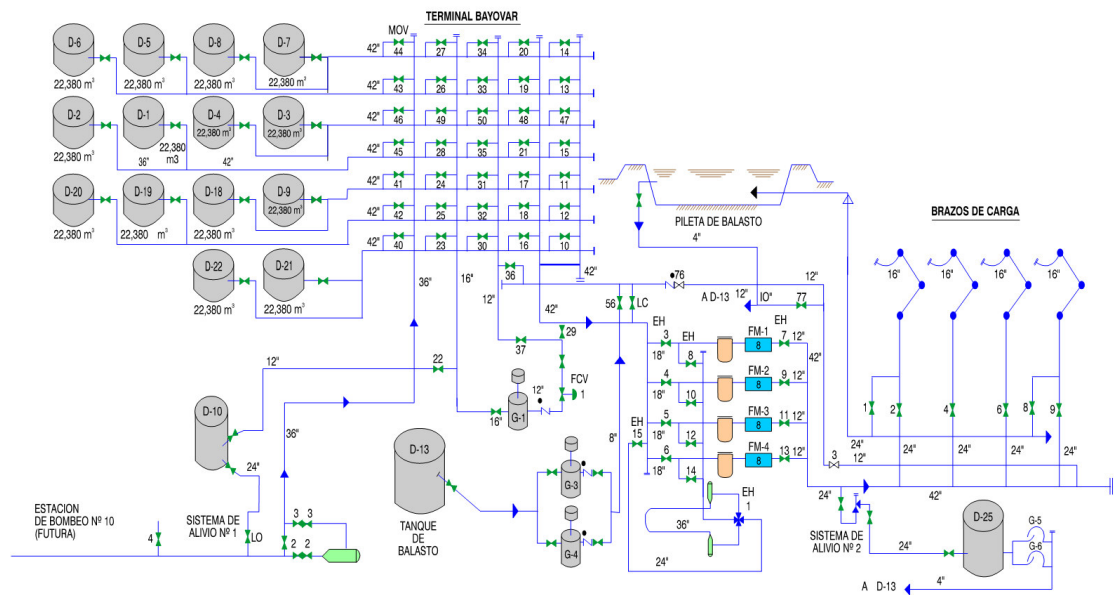 TERMINAL BAYOVAR
D-6 D-5 D-8 D-7
MOV
42" 44 27 34 20 14
22,380 m³ 22,380 m³ 22,380 m³ 22,380 m³
42" 43 26 33 19 13
D-2 D-1 D-4 D-3
22,380 m³ 22,380 m³
42" 46 49 50 48 47
22,380 m³ 22,380 m3 22,380 m³ 22,380 m³
36" 42"
42" 45 28 35 21 15
D-20 D-19 D-18 D-9
22,380 m³
42" 41 24 31 17 11
22,380 m³ 22,380 m³ 22,380 m³
42" 42 25 32 18 12
42" 40 23 30 16 10
D-22 D-21
22,380 m³ 22,380 m³
36" 16" 36 42"
12"
PILETA DE BALASTO
4"
BRAZOS DE CARGA
16" 16" 16" 16"
76 12"
A D-13 12" IO" 77
56 LC
42"
29
37
12"
22
FCV
1
12"
16" G-1
EH EH FM-1
3 8 8 7 12"
18" 42"
FM-2
4 8 9 12"
18" 10
FM-3
EH 5 8 11 12"
15 18" 12
FM-4
6 8 13 12"
18" 14
EH
1
36"
24"
1 2 4 6 8 9
24" 24" 24" 24" 24"
3 12"
24" 42"
D-10
24"
36"
D-13
TANQUE
DE
BALASTO
8"
G-3
G-4
ESTACION
DE BOMBEO Nº 10
(FUTURA)
4
SISTEMA DE
ALIVIO Nº 1
LO
3 3
2 2
SISTEMA DE
ALIVIO Nº 2
24"
D-25
G-5
G-6
A D-13 4"